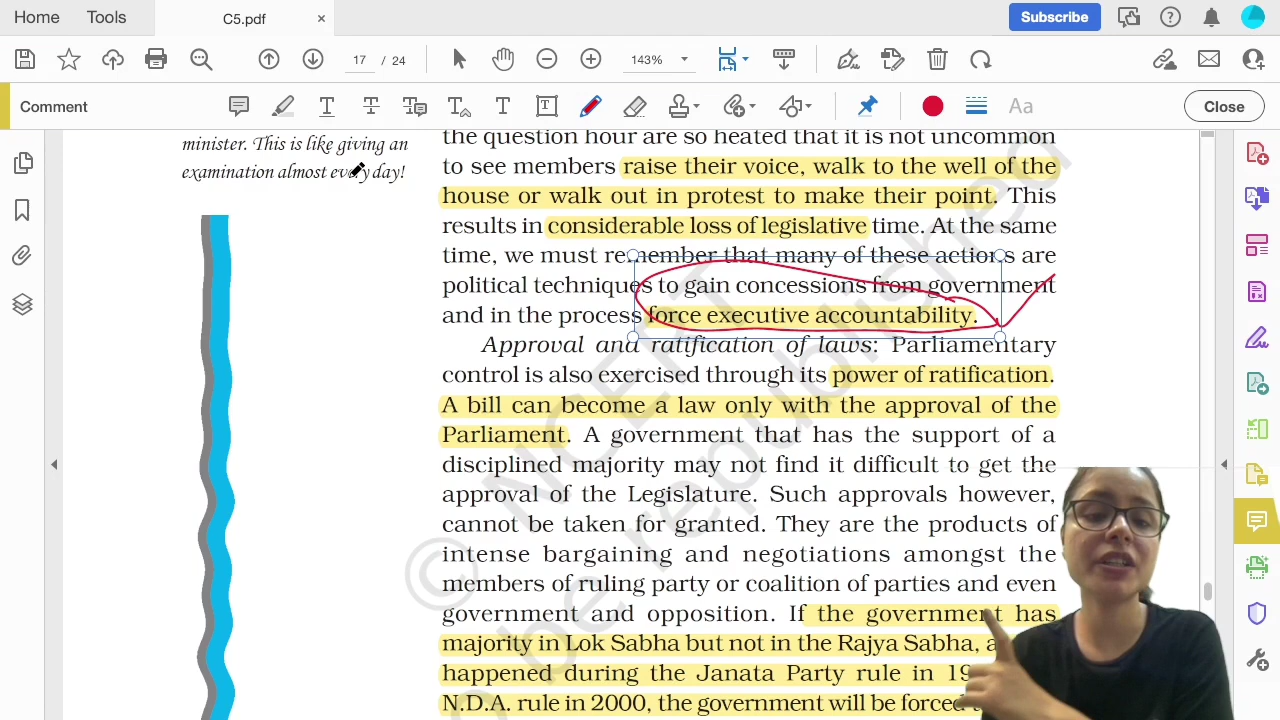 Home Tools C5.pdf × Subscribe
17 / 24 143%
Comment Aa Close
minister. This is like giving an
examination almost every day!
the question hour are so heated that it is not uncommon
to see members raise their voice, walk to the well of the
house or walk out in protest to make their point. This
results in considerable loss of legislative time. At the same
time, we must remember that many of these actions are
political techniques to gain concessions from government
and in the process force executive accountability.
Approval and ratification of laws: Parliamentary
control is also exercised through its power of ratification.
A bill can become a law only with the approval of the
Parliament. A government that has the support of a
disciplined majority may not find it difficult to get the
approval of the Legislature. Such approvals however,
cannot be taken for granted. They are the products of
intense bargaining and negotiations amongst the
members of ruling party or coalition of parties and even
government and opposition. If the government has
majority in Lok Sabha but not in the Rajya Sabha,
happened during the Janata Party rule in
N.D.A. rule in 2000, the government will be forced
© NCERT
be republished